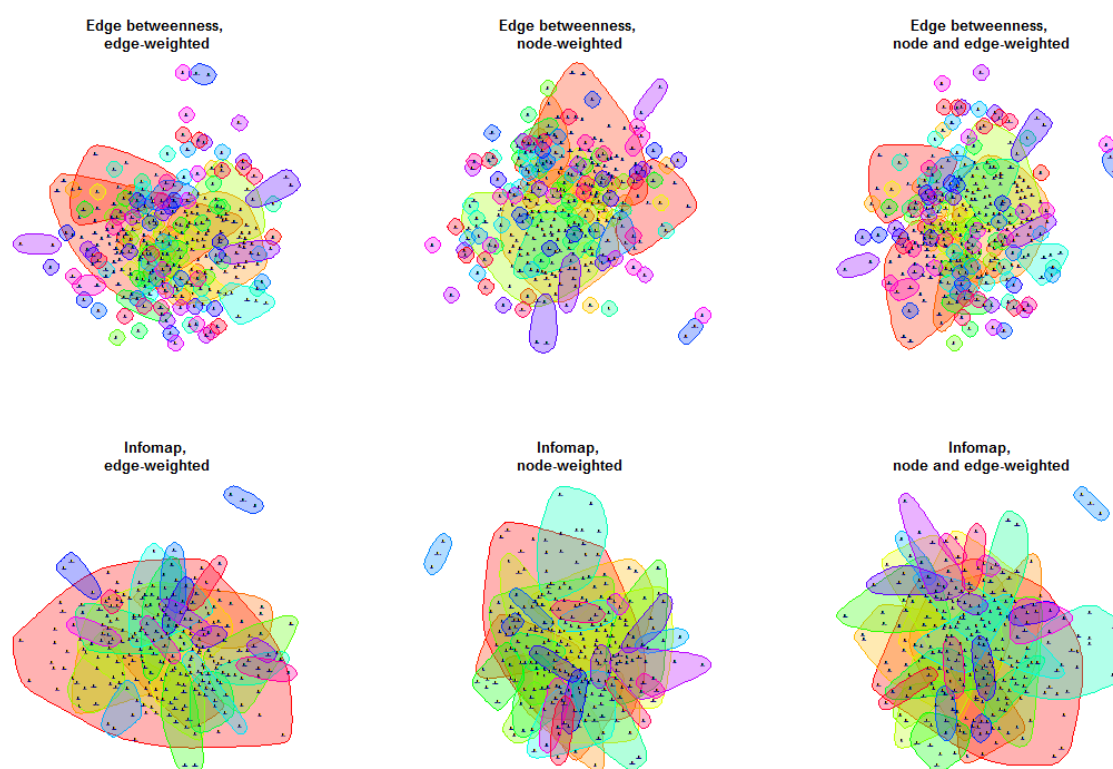 Edge betweenness,
edge-weighted
Edge betweenness,
node-weighted
Edge betweenness,
node and edge-weighted
Infomap,
edge-weighted
Infomap,
node-weighted
Infomap,
node and edge-weighted